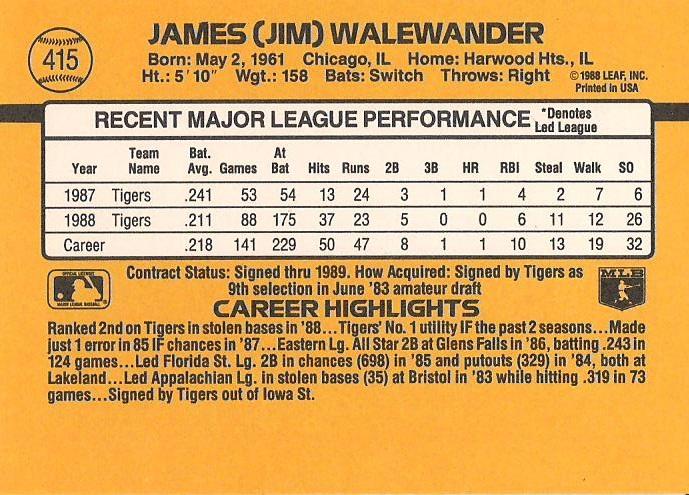 415
JAMES (JIM) WALEWANDER
Born: May 2, 1961 Chicago, IL Home: Harwood Hts., IL
Ht.: 5' 10" Wgt.: 158 Bats: Switch Throws: Right ©1988 LEAF, INC.
Printed in USA
RECENT MAJOR LEAGUE PERFORMANCE *Denotes
Led League
Year Team Name Bat. Avg. Games At Bat Hits Runs 2B 3B HR RBI Steal Walk SO
1987 Tigers .241 53 54 13 24 3 1 1 4 2 7 6
1988 Tigers .211 88 175 37 23 5 0 0 6 11 12 26
Career .218 141 229 50 47 8 1 1 10 13 19 32
OFFICIAL LICENSEE
MAJOR LEAGUE BASEBALL
Contract Status: Signed thru 1989. How Acquired: Signed by Tigers as
9th selection in June '83 amateur draft
MLB
CAREER HIGHLIGHTS
Ranked 2nd on Tigers in stolen bases in '88...Tigers' No. 1 utility IF the past 2 seasons...Made
just 1 error in 85 IF chances in '87...Eastern Lg. All Star 2B at Glens Falls in '86, batting .243 in
124 games...Led Florida St. Lg. 2B in chances (698) in '85 and putouts (329) in '84, both at
Lakeland...Led Appalachian Lg. in stolen bases (35) at Bristol in '83 while hitting .319 in 73
games...Signed by Tigers out of Iowa St.